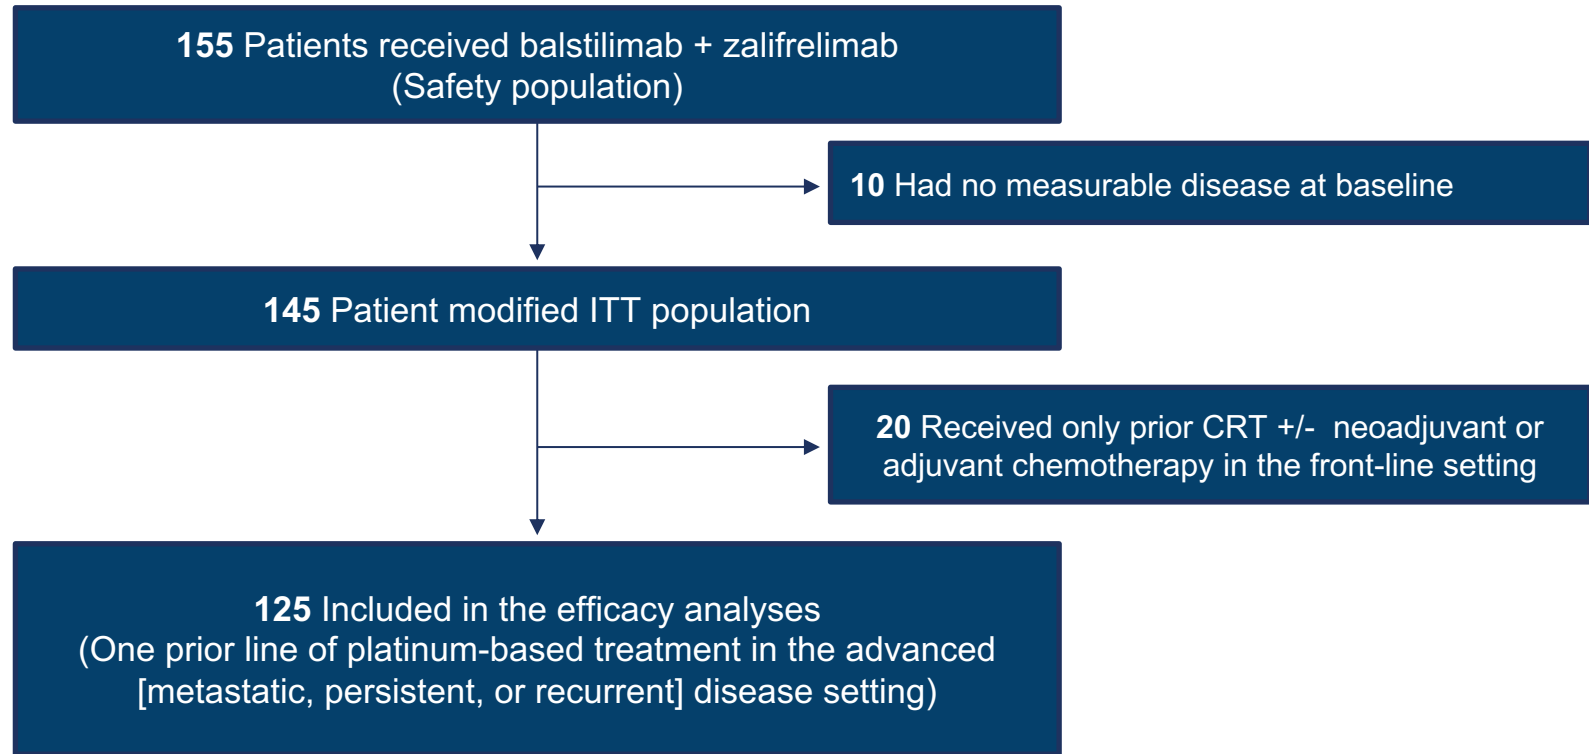 155 Patients received balstilimab + zalifrelimab
(Safety population)
10 Had no measurable disease at baseline
145 Patient modified ITT population
20 Received only prior CRT +/- neoadjuvant or
adjuvant chemotherapy in the front-line setting
125 Included in the efficacy analyses
(One prior line of platinum-based treatment in the advanced
[metastatic, persistent, or recurrent] disease setting)